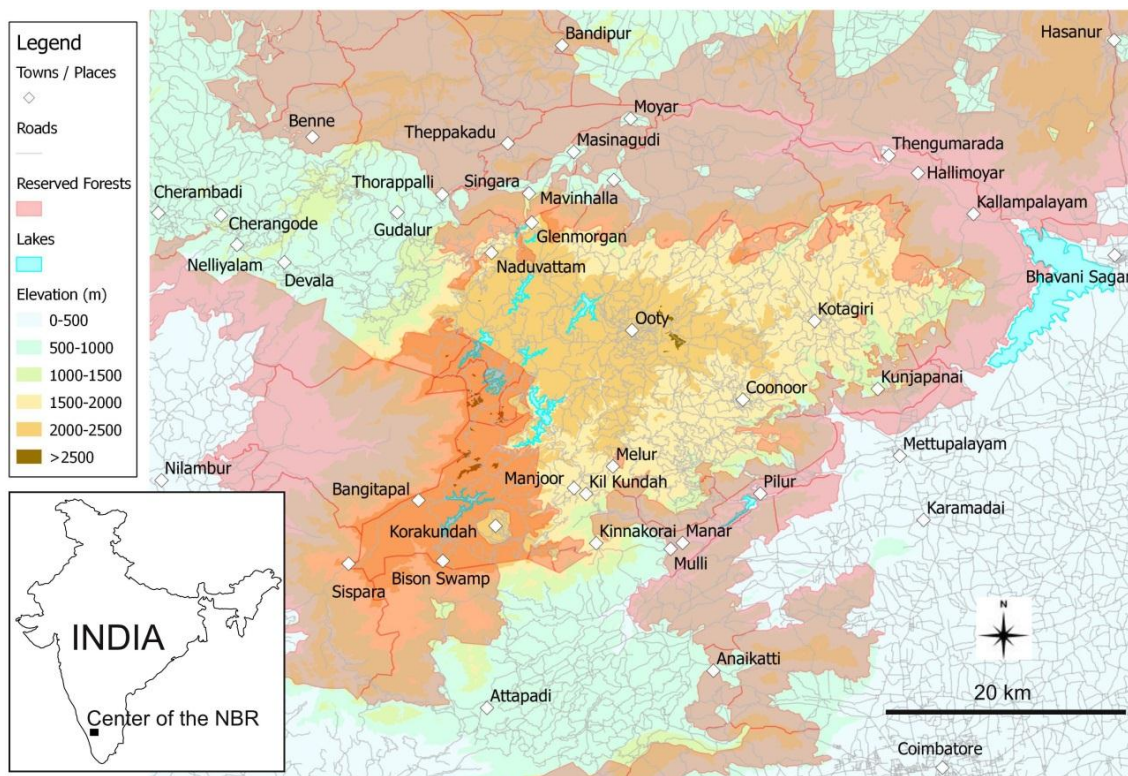 Legend
Towns / Places
Roads
Reserved Forests
Lakes
Elevation (m)
0-500
500-1000
1000-1500
1500-2000
2000-2500
>2500
Bandipur
Hasanur
Moyar
Benne
Theppakadu
Masinagudi
Thengumarada
Hallimoyar
Thorappalli
Singara
Mavinhalla
Cherambadi
Cherangode
Gudalur
Glenmorgan
Kallampalayam
Nelliyalam
Devala
Naduvattam
Bhavani Sagar
Ooty
Kotagiri
Coonoor
Kunjapanai
Mettupalayam
Nilambur
Melur
Manjoor
Kil Kundah
Pilur
Bangitapal
Karamadai
Korakundah
Kinnakorai
Manar
Mulli
Sispara
Bison Swamp
N
INDIA
Anaikatti
Attapadi
20 km
Center of the NBR
Coimbatore